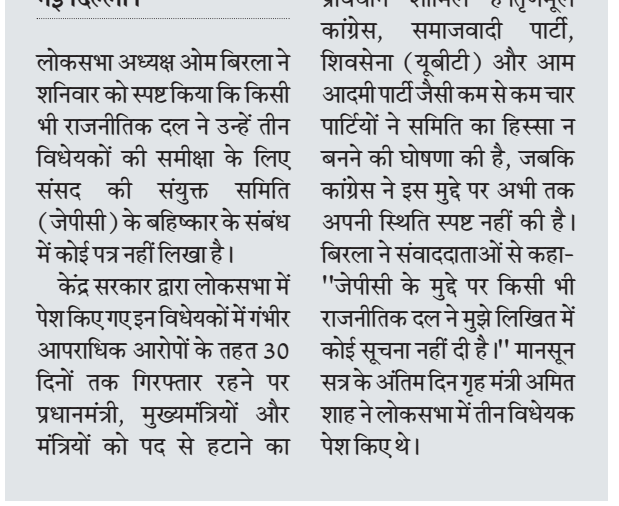 नई दिल्ली।
लोकसभा अध्यक्ष ओम बिरला ने
शनिवार को स्पष्ट किया कि किसी
भी राजनीतिक दल ने उन्हें तीन
विधेयकों की समीक्षा के लिए
संसद की संयुक्त समिति
(जेपीसी) के बहिष्कार के संबंध
में कोई पत्र नहीं लिखा है।
केंद्र सरकार द्वारा लोकसभा में
पेश किए गए इन विधेयकों में गंभीर
आपराधिक आरोपों के तहत 30
दिनों तक गिरफ्तार रहने पर
प्रधानमंत्री, मुख्यमंत्रियों और
मंत्रियों को पद से हटाने का
प्रावधान शामिल है। तृणमूल
कांग्रेस, समाजवादी पार्टी,
शिवसेना (यूबीटी) और आम
आदमी पार्टी जैसी कम से कम चार
पार्टियों ने समिति का हिस्सा न
बनने की घोषणा की है, जबकि
कांग्रेस ने इस मुद्दे पर अभी तक
अपनी स्थिति स्पष्ट नहीं की है।
बिरला ने संवाददाताओं से कहा-
''जेपीसी के मुद्दे पर किसी भी
राजनीतिक दल ने मुझे लिखित में
कोई सूचना नहीं दी है।'' मानसून
सत्र के अंतिम दिन गृह मंत्री अमित
शाह ने लोकसभा में तीन विधेयक
पेश किए थे।